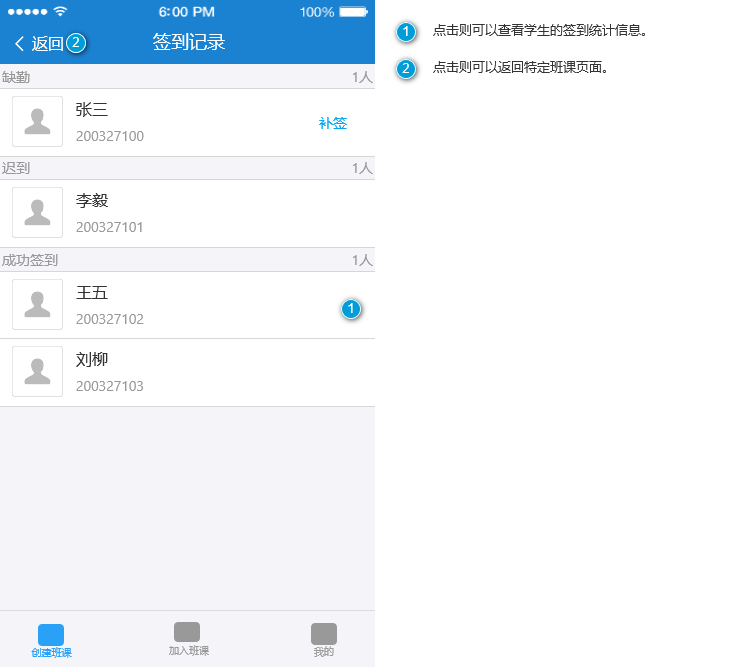 6:00 PM 100%
返回 2 签到记录
缺勤 1人
张三
200327100
补签
迟到 1人
李毅
200327101
成功签到 1人
王五
200327102
1
刘柳
200327103
创建班课 加入班课 我的
1 点击则可以查看学生的签到统计信息。
2 点击则可以返回特定班课页面。